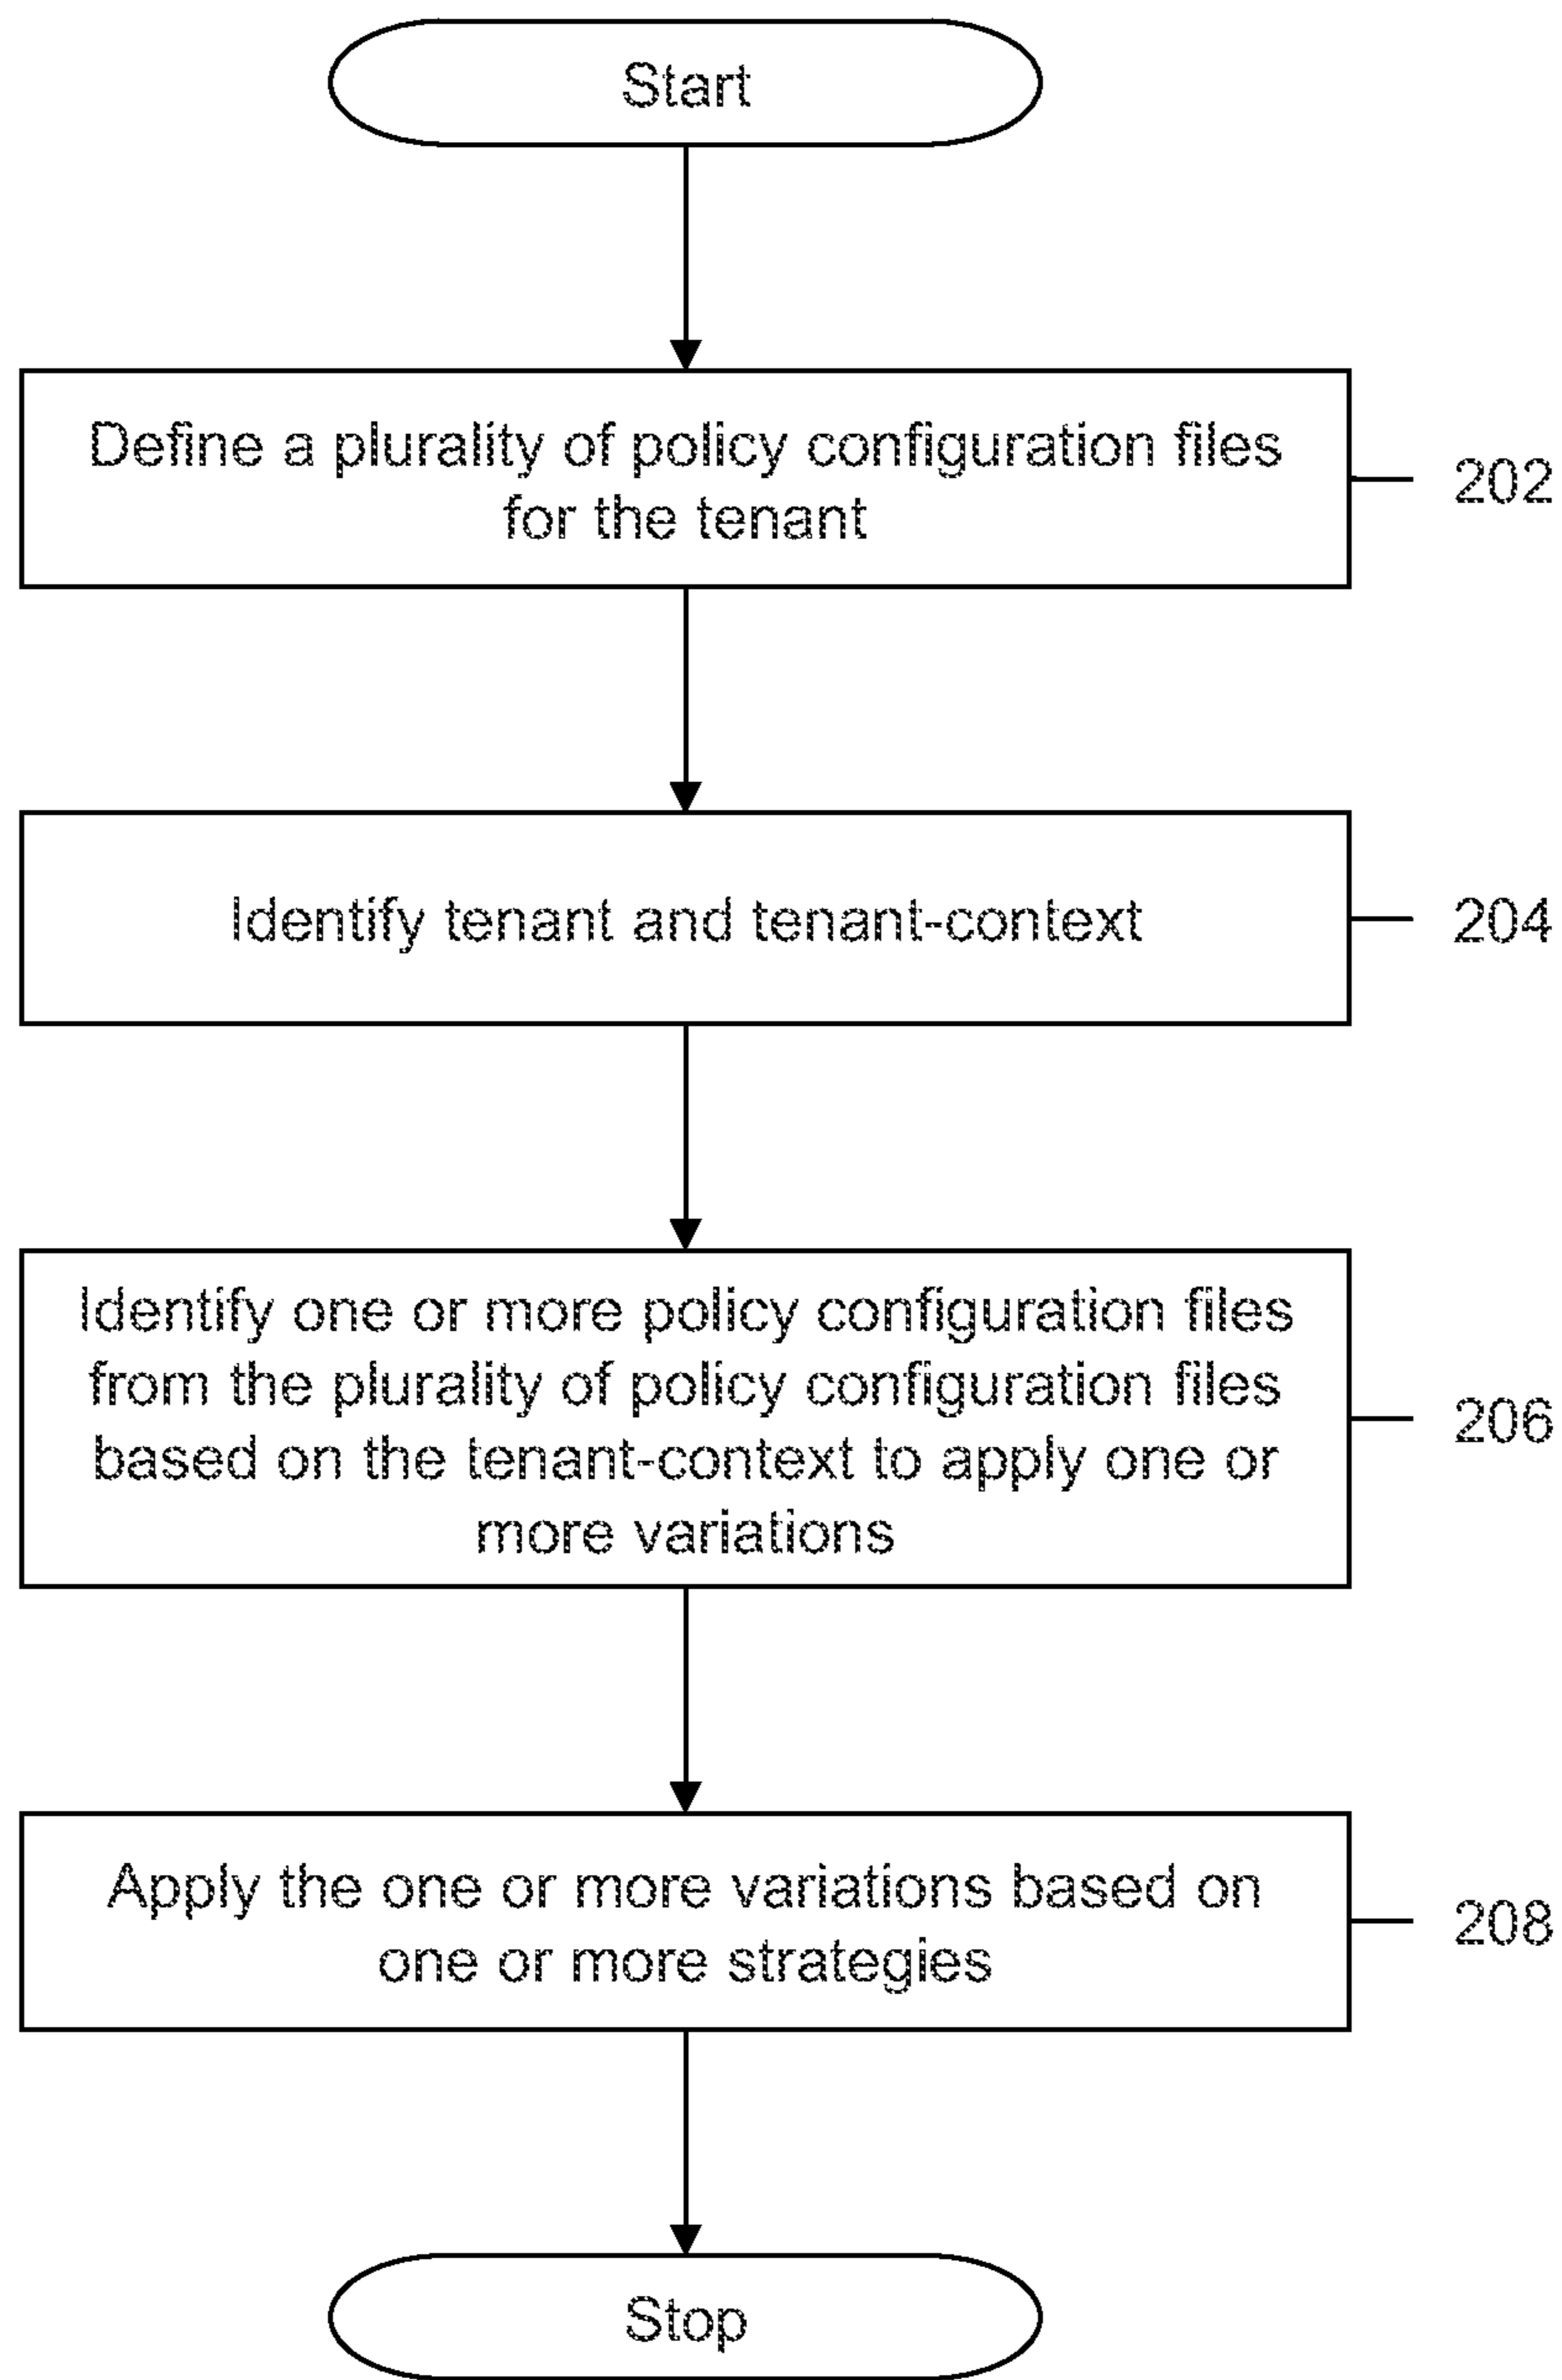 Start
Define a plurality of policy configuration files
for the tenant
202
Identify tenant and tenant-context
204
Identify one or more policy configuration files
from the plurality of policy configuration files
based on the tenant-context to apply one or
more variations
206
Apply the one or more variations based on
one or more strategies
208
Stop